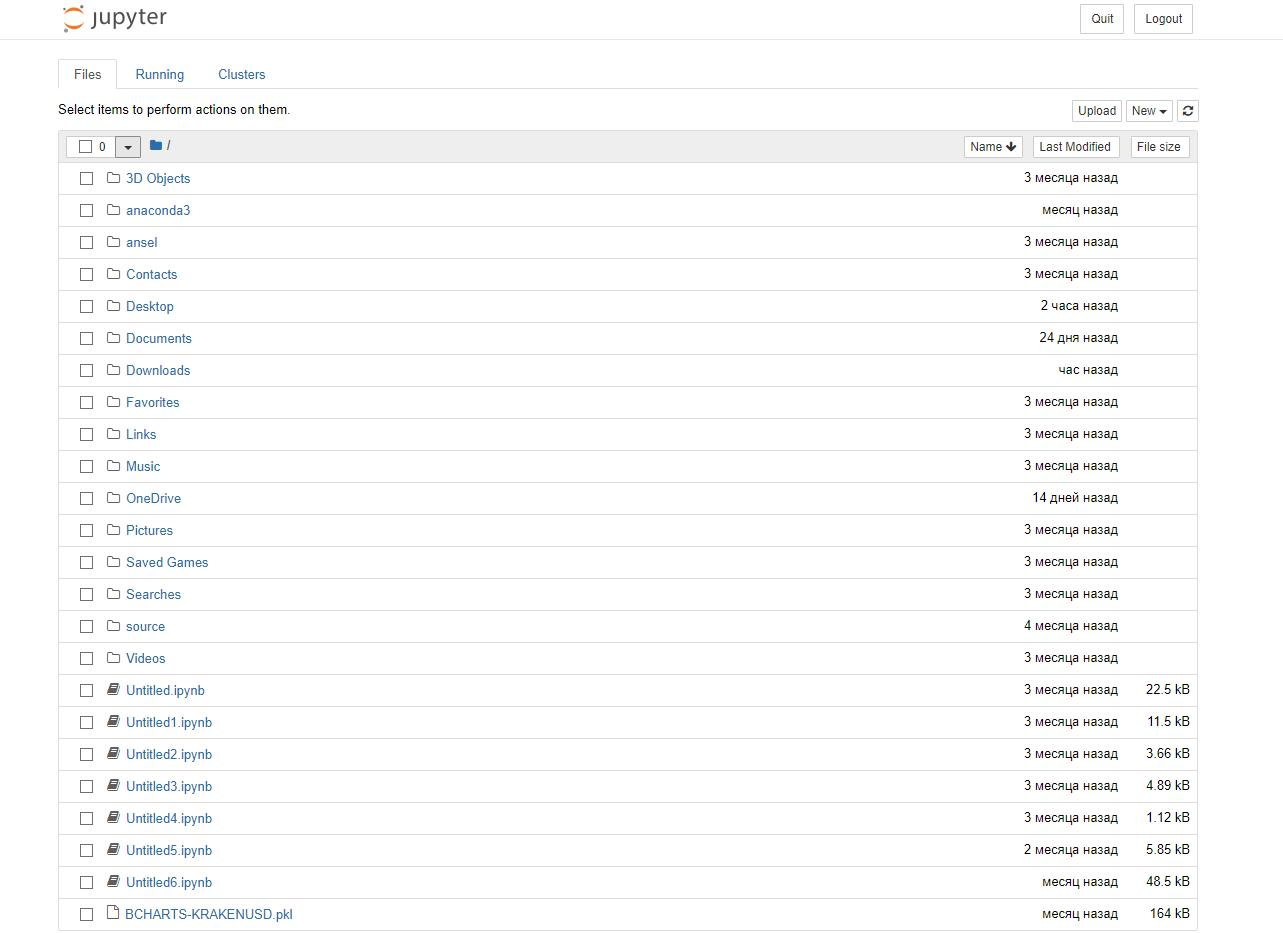 jupyter Quit Logout
Files Running Clusters
Select items to perform actions on them. Upload New
0 / Name Last Modified File size
3D Objects 3 месяца назад
anaconda3 месяц назад
ansel 3 месяца назад
Contacts 3 месяца назад
Desktop 2 часа назад
Documents 24 дня назад
Downloads час назад
Favorites 3 месяца назад
Links 3 месяца назад
Music 3 месяца назад
OneDrive 14 дней назад
Pictures 3 месяца назад
Saved Games 3 месяца назад
Searches 3 месяца назад
source 4 месяца назад
Videos 3 месяца назад
Untitled.ipynb 3 месяца назад 22.5 kB
Untitled1.ipynb 3 месяца назад 11.5 kB
Untitled2.ipynb 3 месяца назад 3.66 kB
Untitled3.ipynb 3 месяца назад 4.89 kB
Untitled4.ipynb 3 месяца назад 1.12 kB
Untitled5.ipynb 2 месяца назад 5.85 kB
Untitled6.ipynb месяц назад 48.5 kB
BCHARTS-KRAKENUSD.pkl месяц назад 164 kB